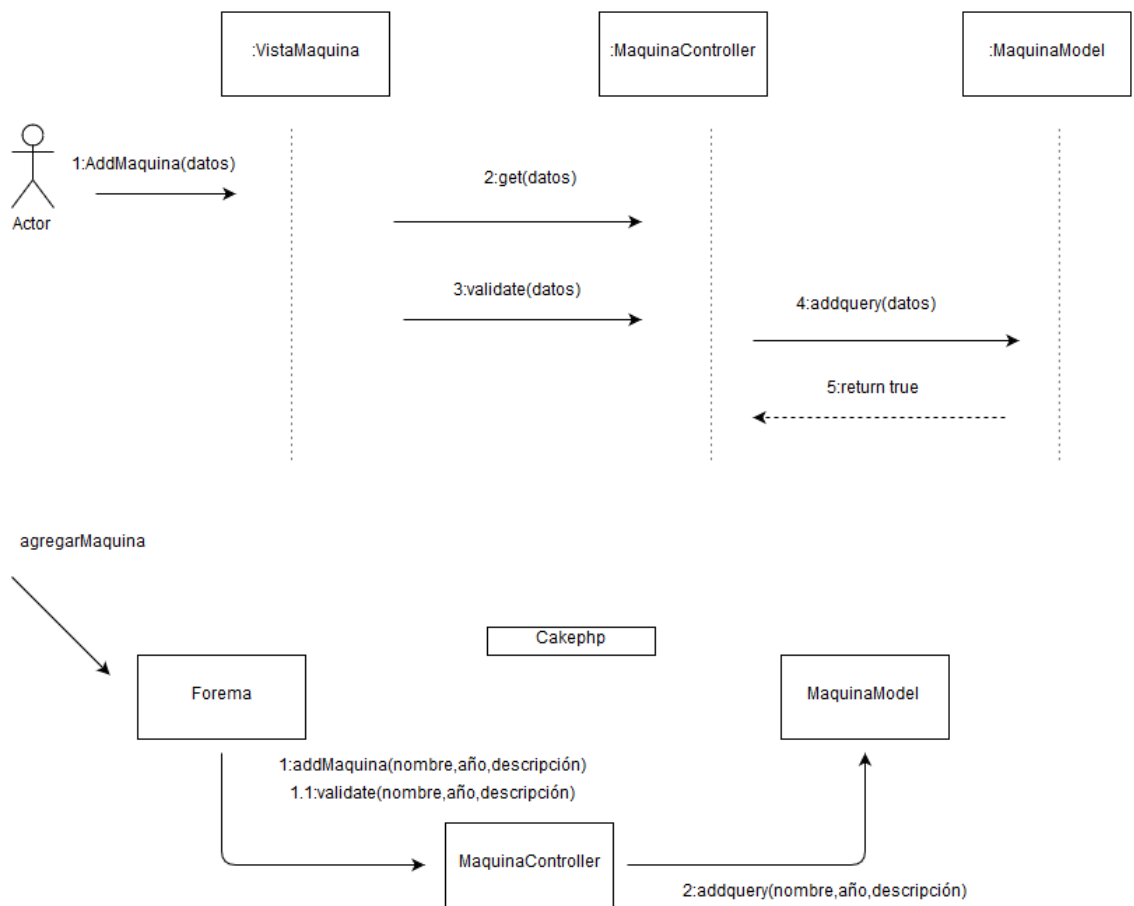 :VistaMaquina
:MaquinaController
:MaquinaModel
1:AddMaquina(datos)
2:get(datos)
Actor
3:validate(datos)
4:addquery(datos)
5:return true
agregarMaquina
Cakephp
Forema
MaquinaModel
1:addMaquina(nombre,año,descripción)
1.1:validate(nombre,año,descripción)
MaquinaController
2:addquery(nombre,año,descripción)